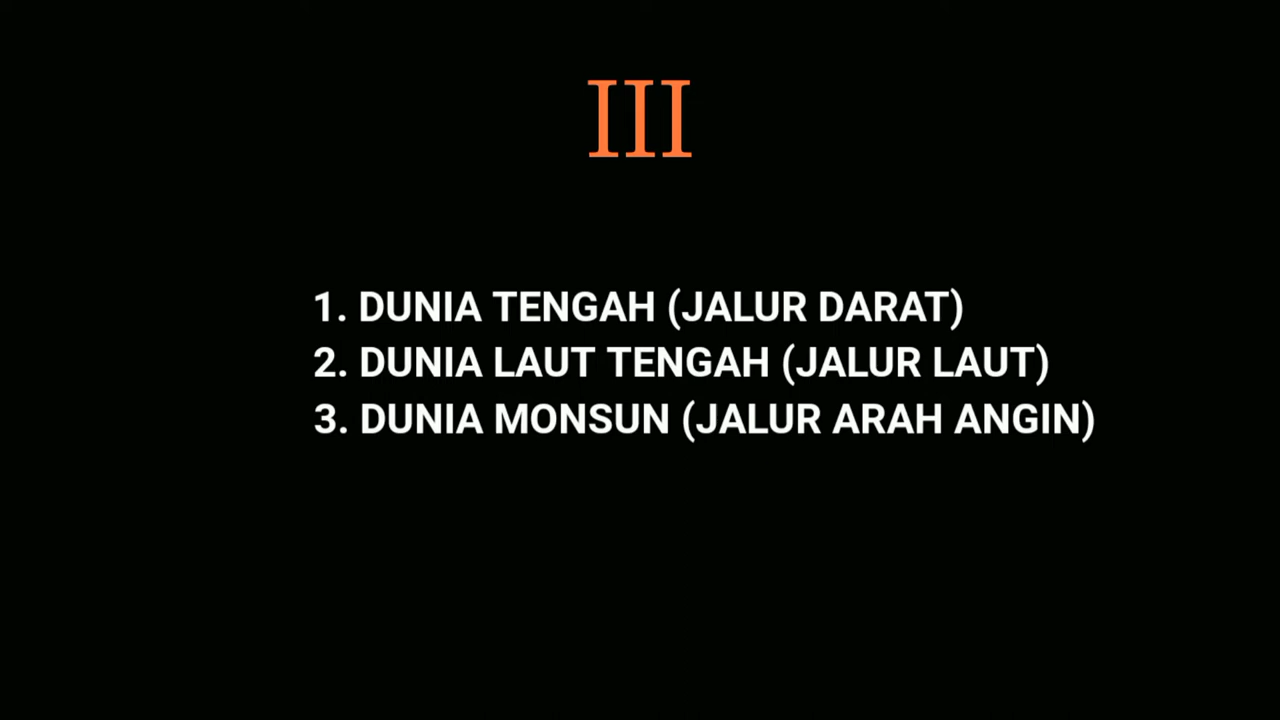 III
1. DUNIA TENGAH (JALUR DARAT)
2. DUNIA LAUT TENGAH (JALUR LAUT)
3. DUNIA MONSUN (JALUR ARAH ANGIN)